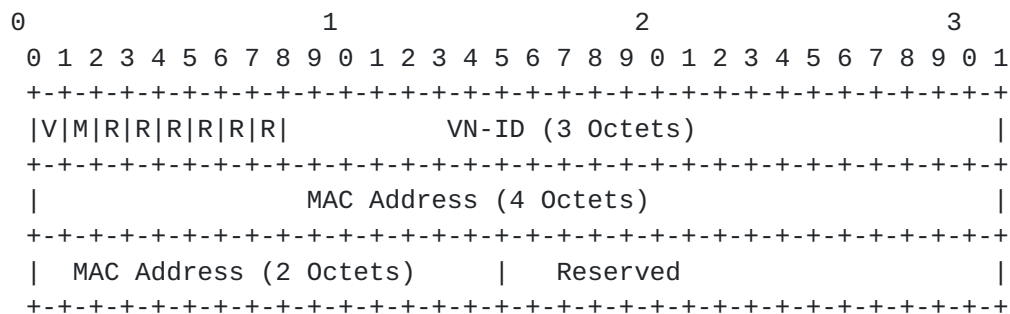 0                   1                   2                   3
 0 1 2 3 4 5 6 7 8 9 0 1 2 3 4 5 6 7 8 9 0 1 2 3 4 5 6 7 8 9 0 1
 +-+-+-+-+-+-+-+-+-+-+-+-+-+-+-+-+-+-+-+-+-+-+-+-+-+-+-+-+-+-+-+
 |V|M|R|R|R|R|R|R|          VN-ID (3 Octets)                   |
 +-+-+-+-+-+-+-+-+-+-+-+-+-+-+-+-+-+-+-+-+-+-+-+-+-+-+-+-+-+-+-+
 |                 MAC Address (4 Octets)                      |
 +-+-+-+-+-+-+-+-+-+-+-+-+-+-+-+-+-+-+-+-+-+-+-+-+-+-+-+-+-+-+-+
 |  MAC Address (2 Octets)     |   Reserved                    |
 +-+-+-+-+-+-+-+-+-+-+-+-+-+-+-+-+-+-+-+-+-+-+-+-+-+-+-+-+-+-+-+